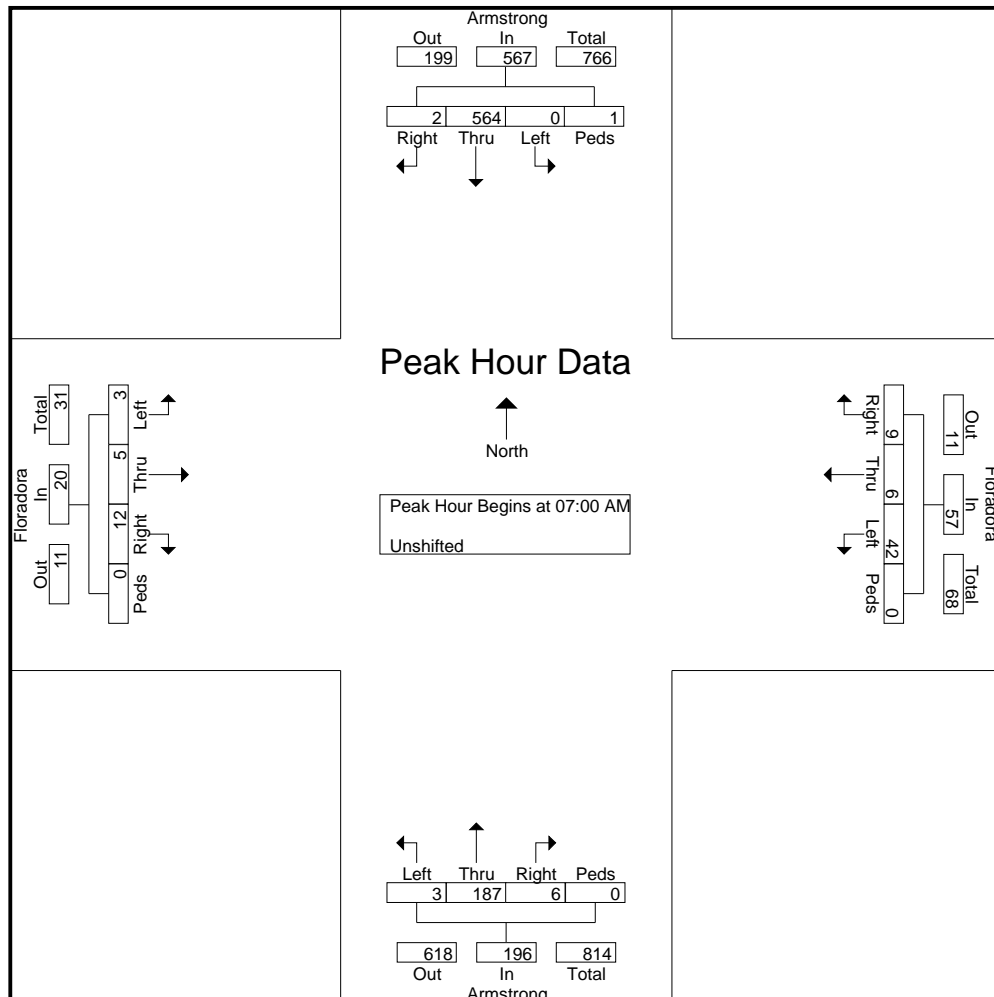 Armstrong
Out In Total
199 567 766
2 564 0 1
Right Thru Left Peds
Peak Hour Data
North
Peak Hour Begins at 07:00 AM
Unshifted
Floradora
Out In Total
11 20 31
Left Thru Right Peds
3 5 12 0
Floradora
Out In Total
11 57 68
Right Thru Left Peds
9 6 42 0
Left Thru Right Peds
3 187 6 0
618 196 814
Out In Total
Armstrong